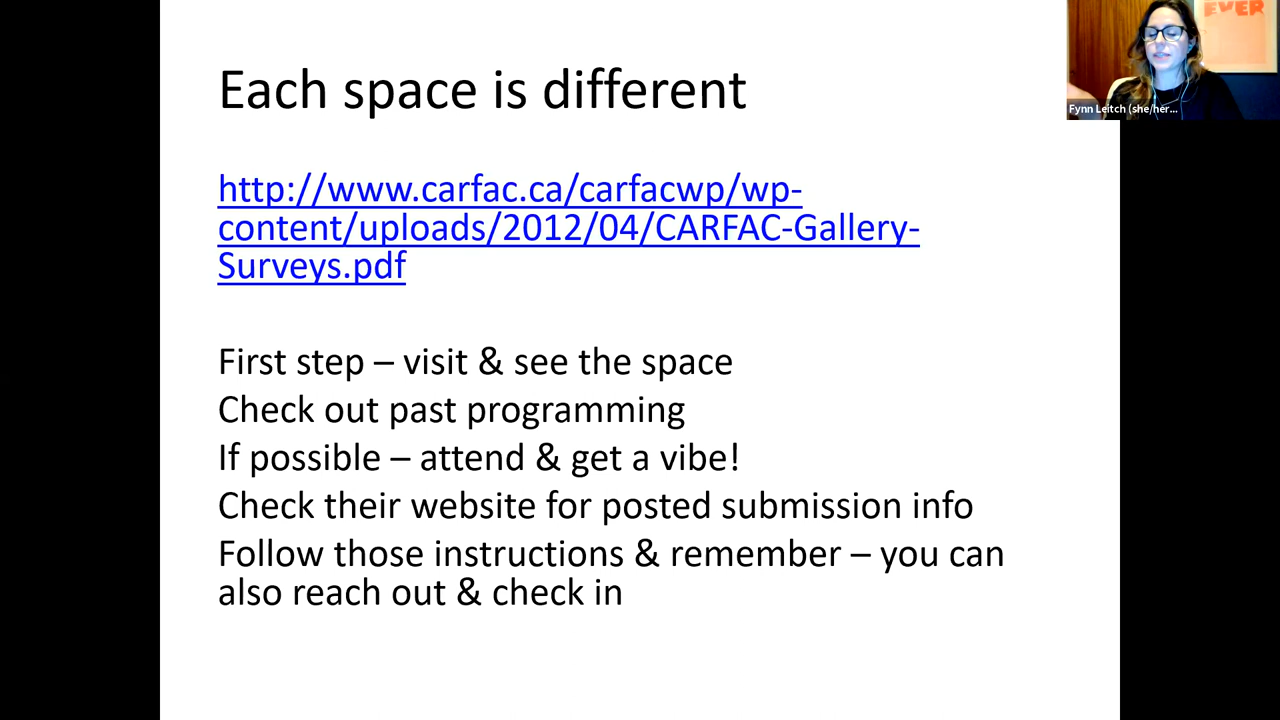 EVER
Fynn Leitch (she/her...
Each space is different
http://www.carfac.ca/carfacwp/wp-
content/uploads/2012/04/CARFAC-Gallery-
Surveys.pdf
First step – visit & see the space
Check out past programming
If possible – attend & get a vibe!
Check their website for posted submission info
Follow those instructions & remember – you can
also reach out & check in